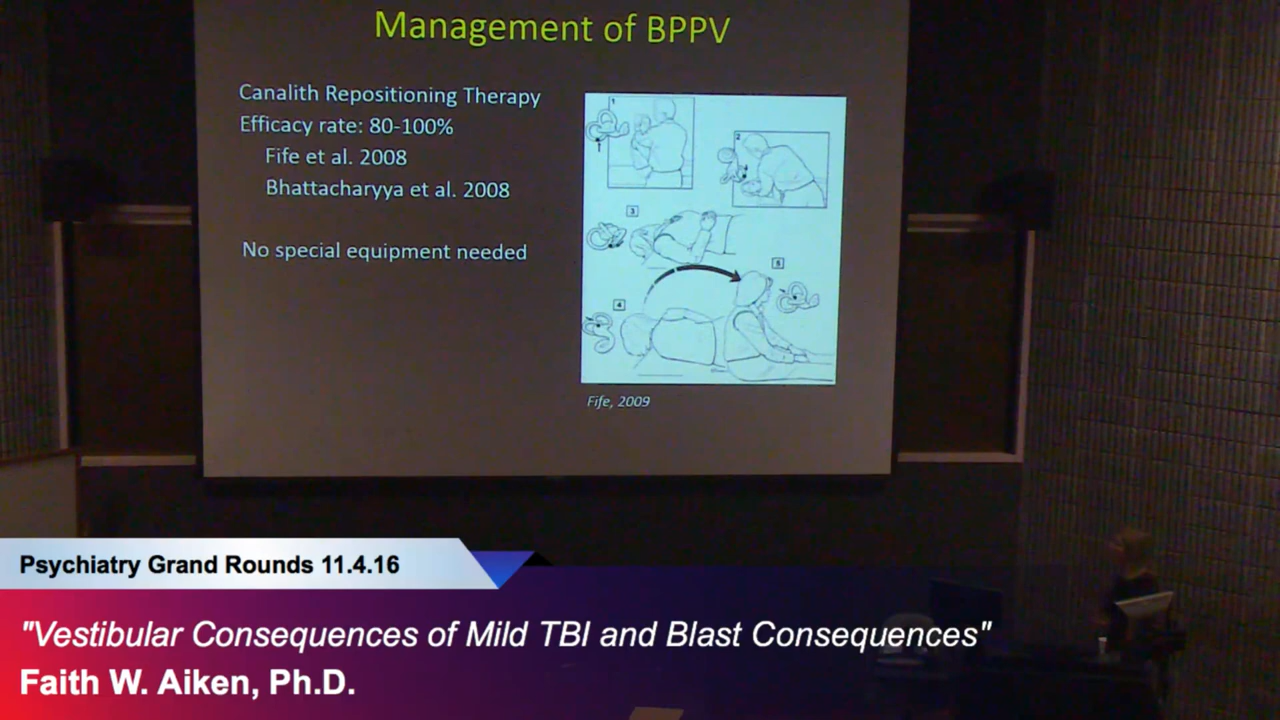 Management of BPPV
Canalith Repositioning Therapy
Efficacy rate: 80-100%
Fife et al. 2008
Bhattacharyya et al. 2008
No special equipment needed
1
2
3
4
5
Fife, 2009
Psychiatry Grand Rounds 11.4.16
"Vestibular Consequences of Mild TBI and Blast Consequences"
Faith W. Aiken, Ph.D.